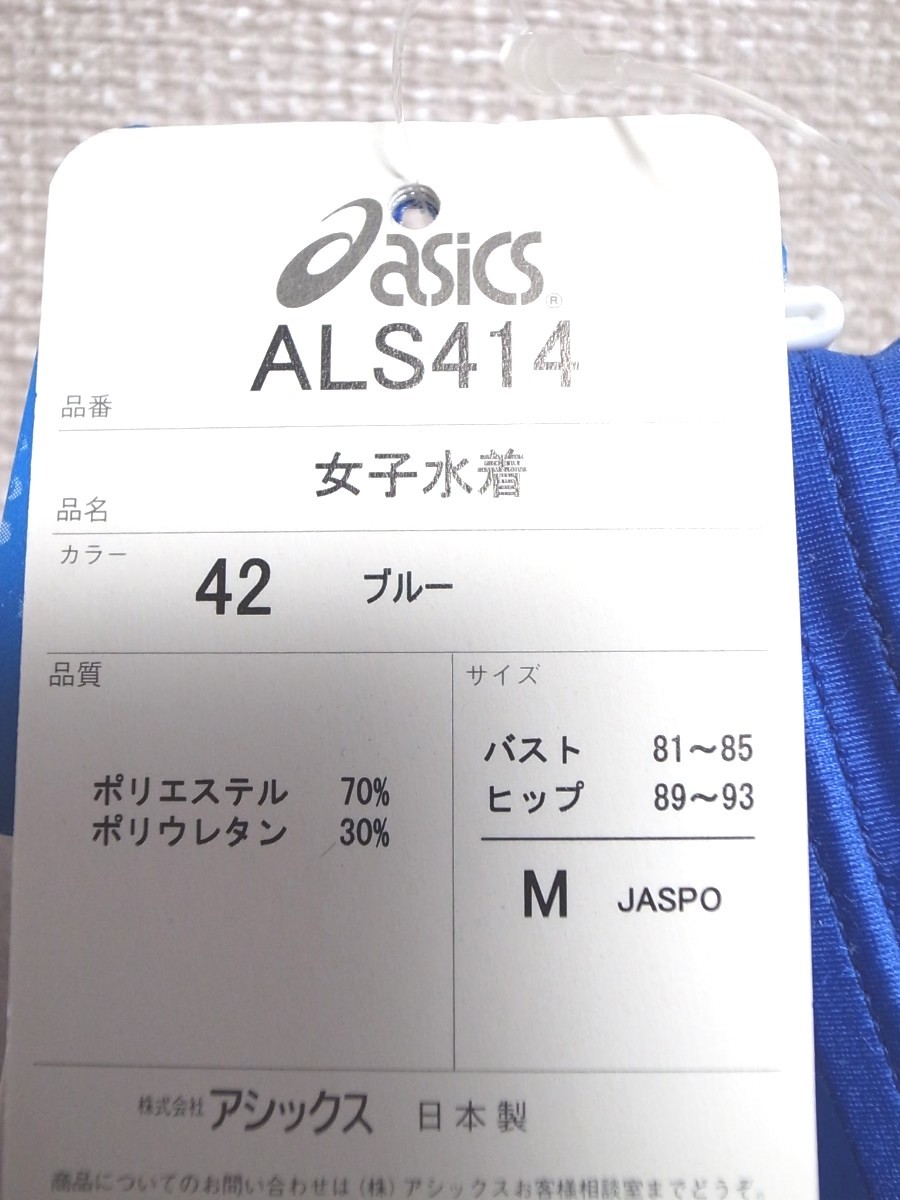 asics ®
ALS414
品番
女子水着
品名
カラー
42 ブルー
品質
ポリエステル 70%
ポリウレタン 30%
サイズ
バスト 81～85
ヒップ 89～93
M JASPO
株式会社アシックス 日本製
商品についてのお問い合わせは(株)アシックスお客様相談室までどうぞ。